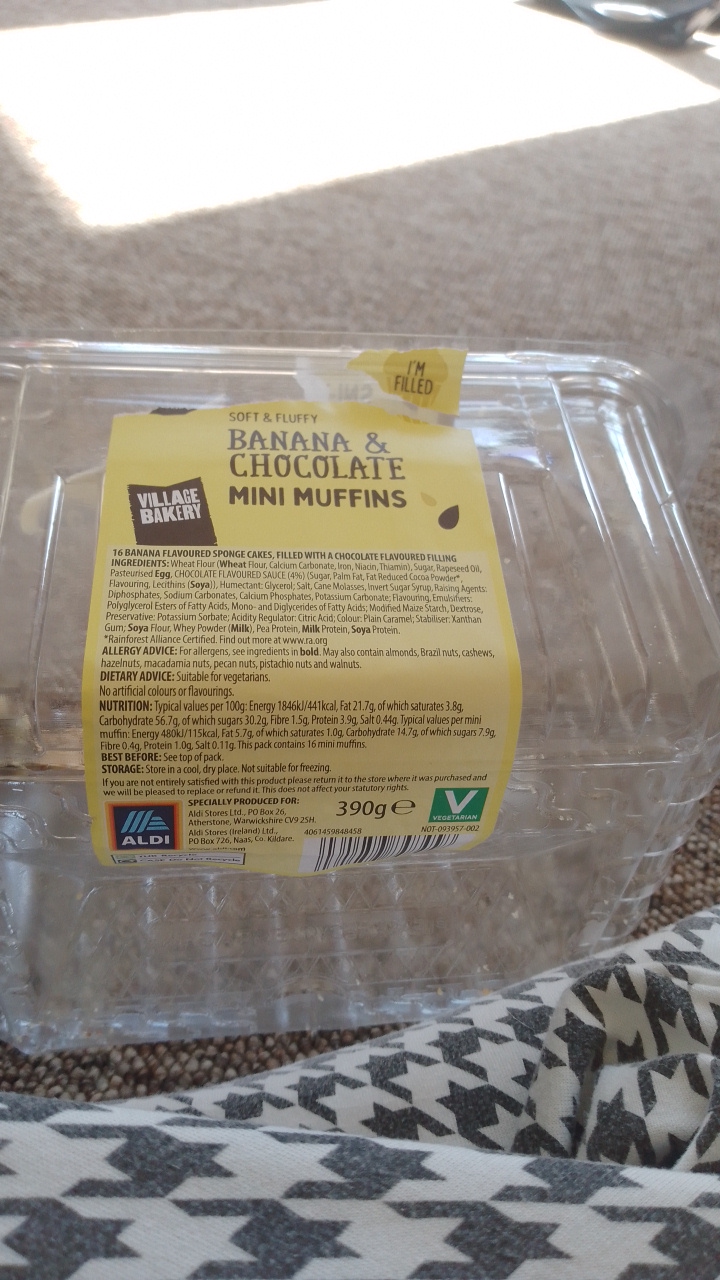 I'M
FILLED
SOFT & FLUFFY
BANANA &
CHOCOLATE
MINI MUFFINS
VILLAGE
BAKERY
16 BANANA FLAVOURED SPONGE CAKES, FILLED WITH A CHOCOLATE FLAVOURED FILLING
INGREDIENTS: Wheat Flour (Wheat Flour, Calcium Carbonate, Iron, Niacin, Thiamin), Sugar, Rapeseed Oil,
Pasteurised Egg, CHOCOLATE FLAVOURED SAUCE (4%) (Sugar, Palm Fat, Fat Reduced Cocoa Powder*,
Flavouring, Lecithins (Soya)), Humectant: Glycerol; Salt, Cane Molasses, Invert Sugar Syrup, Raising Agents:
Diphosphates, Sodium Carbonates, Calcium Phosphates, Potassium Carbonate; Flavouring, Emulsifiers:
Polyglycerol Esters of Fatty Acids, Mono- and Diglycerides of Fatty Acids; Modified Maize Starch, Dextrose,
Preservative: Potassium Sorbate; Acidity Regulator: Citric Acid; Colour: Plain Caramel; Stabiliser: Xanthan
Gum; Soya Flour, Whey Powder (Milk), Pea Protein, Milk Protein, Soya Protein.
*Rainforest Alliance Certified. Find out more at www.ra.org
ALLERGY ADVICE: For allergens, see ingredients in bold. May also contain almonds, Brazil nuts, cashews,
hazelnuts, macadamia nuts, pecan nuts, pistachio nuts and walnuts.
DIETARY ADVICE: Suitable for vegetarians.
No artificial colours or flavourings.
NUTRITION: Typical values per 100g: Energy 1846kJ/441kcal, Fat 21.7g, of which saturates 3.8g,
Carbohydrate 56.7g, of which sugars 30.2g, Fibre 1.5g, Protein 3.9g, Salt 0.44g. Typical values per mini
muffin: Energy 480kJ/115kcal, Fat 5.7g, of which saturates 1.0g, Carbohydrate 14.7g, of which sugars 7.9g,
Fibre 0.4g, Protein 1.0g, Salt 0.11g. This pack contains 16 mini muffins.
BEST BEFORE: See top of pack.
STORAGE: Store in a cool, dry place. Not suitable for freezing.
If you are not entirely satisfied with this product please return it to the store where it was purchased and
we will be pleased to replace or refund it. This does not affect your statutory rights.
ALDI
SPECIALLY PRODUCED FOR:
Aldi Stores Ltd., PO Box 26,
Atherstone, Warwickshire CV9 2SH.
Aldi Stores (Ireland) Ltd.,
PO Box 726, Naas, Co. Kildare.
www.aldi.com
390g e
4061459848458
V
VEGETARIAN
NOT-093957-002